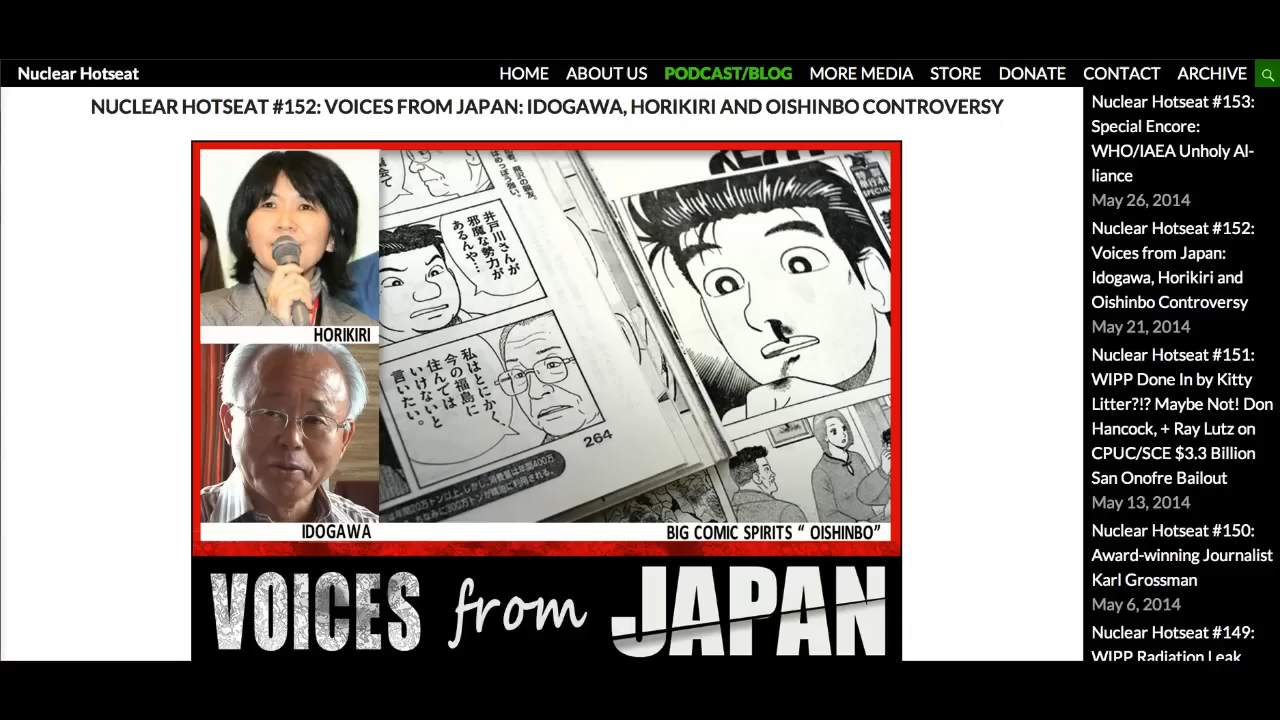 Nuclear Hotseat
HOME ABOUT US PODCAST/BLOG MORE MEDIA STORE DONATE CONTACT ARCHIVE
NUCLEAR HOTSEAT #152: VOICES FROM JAPAN: IDOGAWA, HORIKIRI AND OISHINBO CONTROVERSY
HORIKIRI
IDOGAWA
井戸川さんが
邪魔な勢力が
あるんや…
私はとにかく、
今の福島に
住んでは
いけないと
言いたい。
264
BIG COMIC SPIRITS “ OISHINBO”
VOICES from JAPAN
Nuclear Hotseat #153:
Special Encore:
WHO/IAEA Unholy Al-
liance
May 26, 2014
Nuclear Hotseat #152:
Voices from Japan:
Idogawa, Horikiri and
Oishinbo Controversy
May 21, 2014
Nuclear Hotseat #151:
WIPP Done In by Kitty
Litter?!? Maybe Not! Don
Hancock, + Ray Lutz on
CPUC/SCE $3.3 Billion
San Onofre Bailout
May 13, 2014
Nuclear Hotseat #150:
Award-winning Journalist
Karl Grossman
May 6, 2014
Nuclear Hotseat #149:
WIPP Radiation Leak